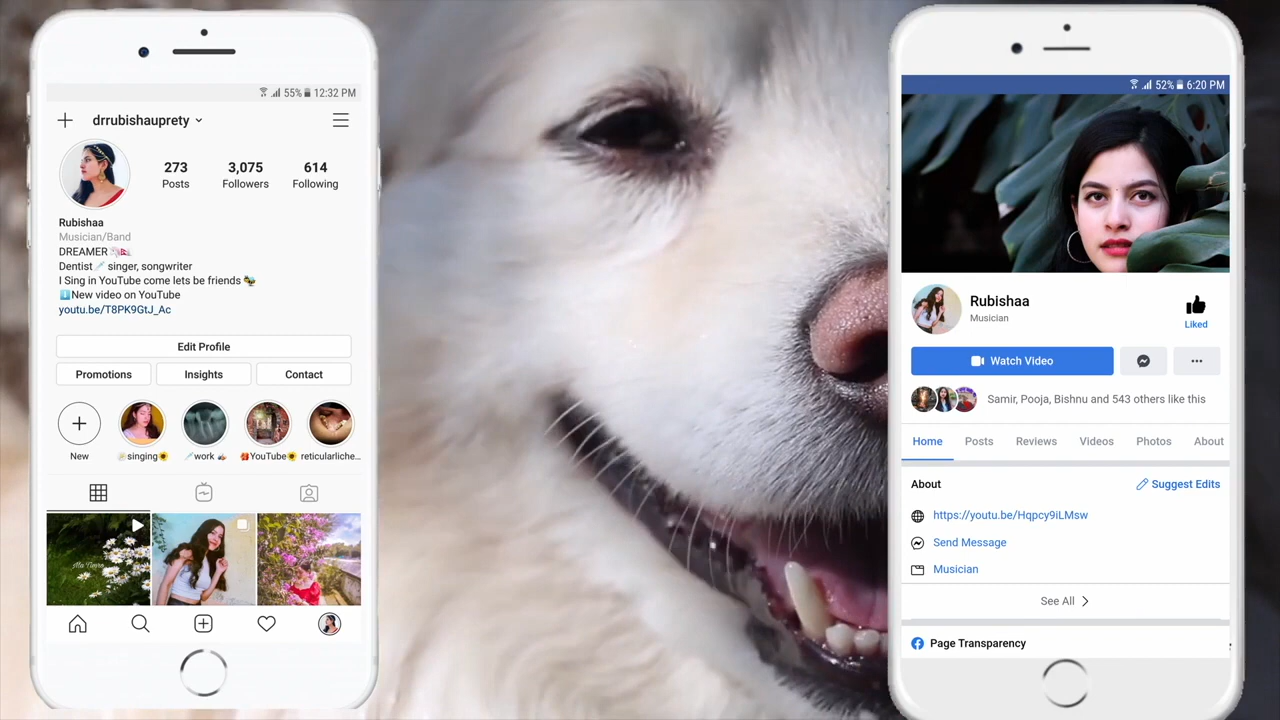 55% 12:32 PM
drrubishauprety
273 3,075 614
Posts Followers Following
Rubishaa
Musician/Band
DREAMER
Dentist singer, songwriter
I Sing in YouTube come lets be friends
New video on YouTube
youtu.be/T8PK9GtJ_Ac
Edit Profile
Promotions Insights Contact
New singing work YouTube reticularliche...
Ma Timro
52% 6:20 PM
Rubishaa
Musician
Liked
Watch Video
Samir, Pooja, Bishnu and 543 others like this
Home Posts Reviews Videos Photos About
About Suggest Edits
https://youtu.be/Hqpcy9iLMsw
Send Message
Musician
See All
Page Transparency